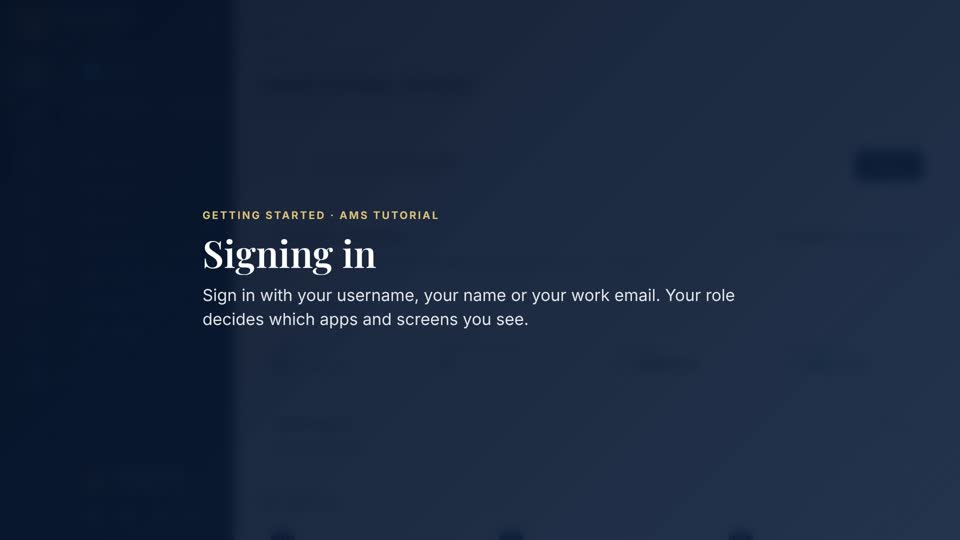 GETTING STARTED · AMS TUTORIAL
Signing in
Sign in with your username, your name or your work email. Your role
decides which apps and screens you see.